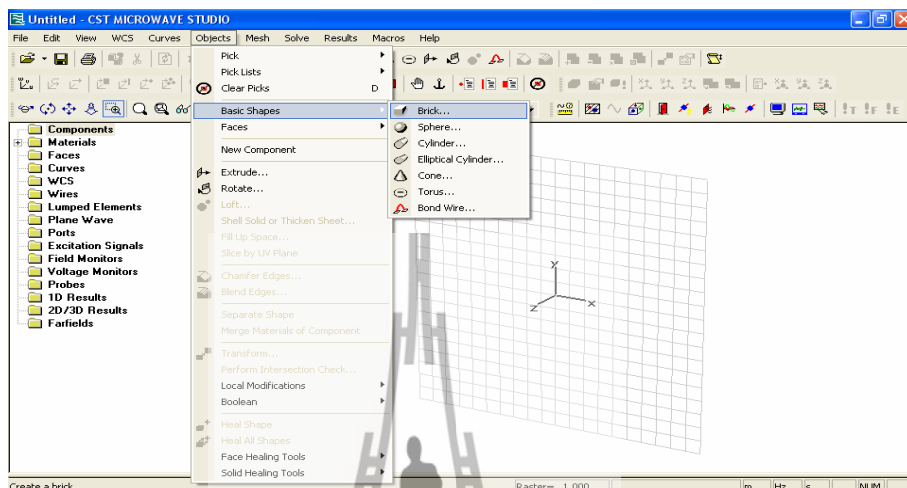 Untitled - CST MICROWAVE STUDIO
File Edit View WCS Curves Objects Mesh Solve Results Macros Help
Pick
Pick Lists
Clear Picks D
Basic Shapes
Faces
New Component
Extrude...
Rotate...
Loft...
Shell Solid or Thicken Sheet...
Fill Up Space...
Slice by UV Plane
Chamfer Edges...
Blend Edges...
Separate Shape
Merge Materials of Component
Transform...
Perform Intersection Check...
Local Modifications
Boolean
Heal Shape
Heal All Shapes
Face Healing Tools
Solid Healing Tools
Brick...
Sphere...
Cylinder...
Elliptical Cylinder...
Cone...
Torus...
Bond Wire...
Components
Materials
Faces
Curves
WCS
Wires
Lumped Elements
Plane Wave
Ports
Excitation Signals
Field Monitors
Voltage Monitors
Probes
1D Results
2D/3D Results
Farfields
y
x
z
Create a brick
Raster= 1.000
m Hz s NUM